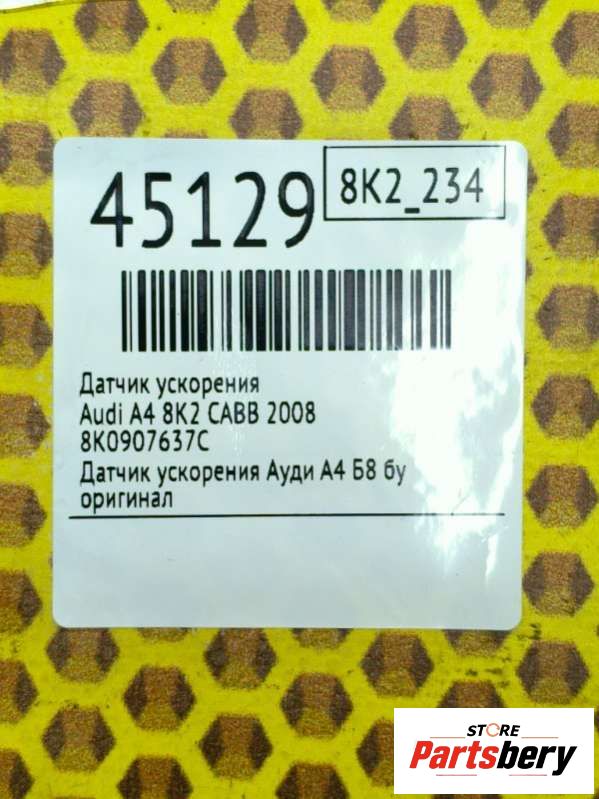 45129
8K2_234
Датчик ускорения
Audi A4 8K2 CABB 2008
8K0907637C
Датчик ускорения Ауди А4 Б8 бу
оригинал
STORE
Partsbery